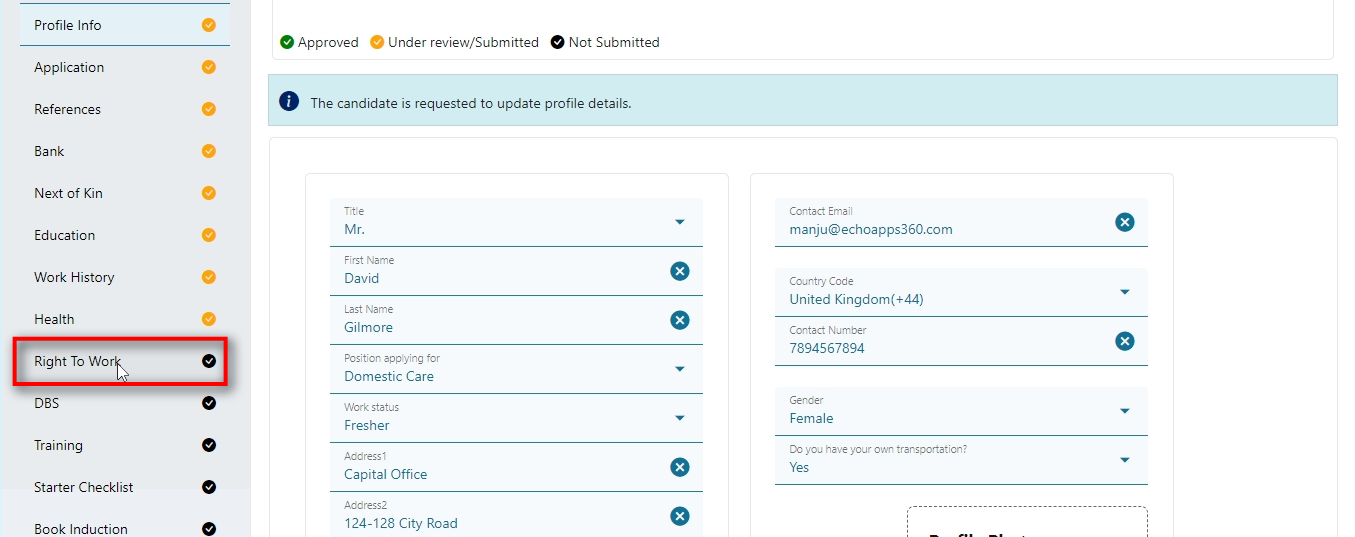 Profile Info
Application
References
Bank
Next of Kin
Education
Work History
Health
Right To Work
DBS
Training
Starter Checklist
Book Induction
Approved Under review/Submitted Not Submitted
The candidate is requested to update profile details.
Title
Mr.
First Name
David
Last Name
Gilmore
Position applying for
Domestic Care
Work status
Fresher
Address1
Capital Office
Address2
124-128 City Road
Contact Email
manju@echoapps360.com
Country Code
United Kingdom(+44)
Contact Number
7894567894
Gender
Female
Do you have your own transportation?
Yes